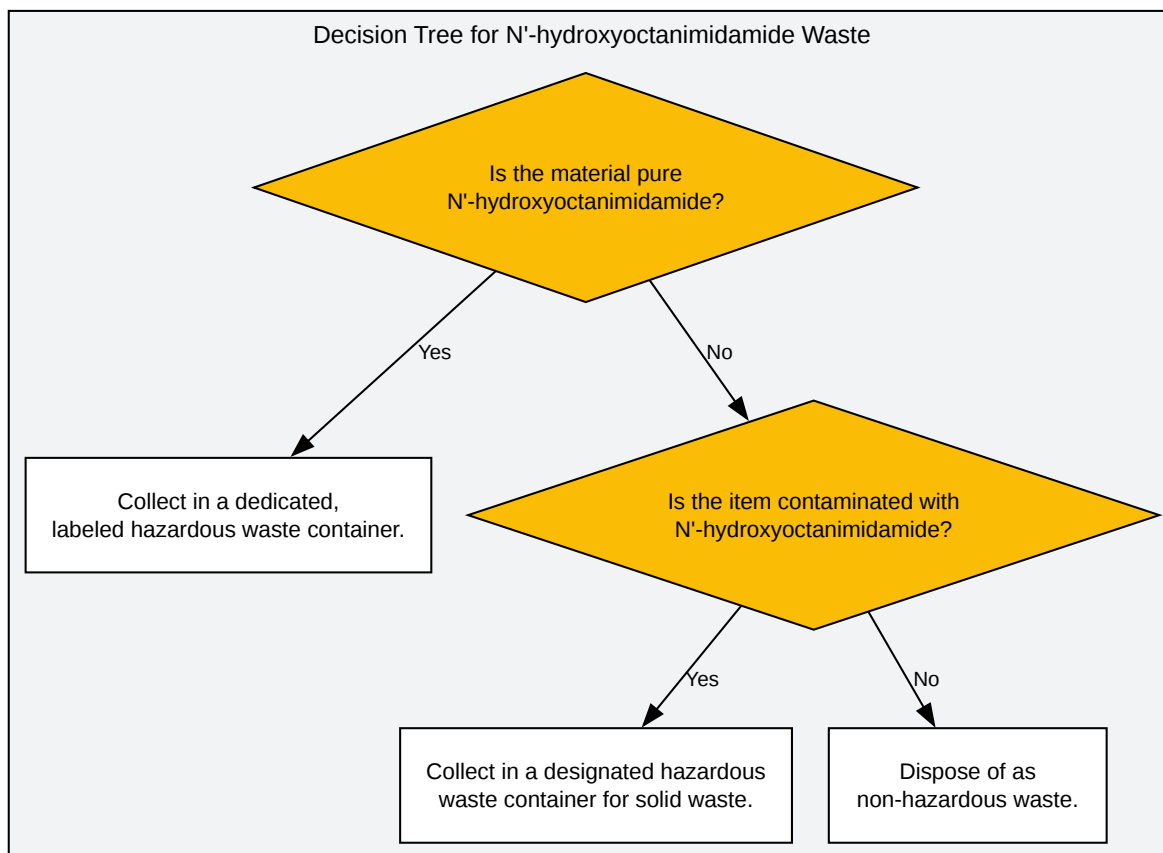 Decision Tree for N'-hydroxyoctanimidamide Waste
Is the material pure
N'-hydroxyoctanimidamide?
Yes
No
Collect in a dedicated,
labeled hazardous waste container.
Is the item contaminated with
N'-hydroxyoctanimidamide?
Yes
No
Collect in a designated hazardous
waste container for solid waste.
Dispose of as
non-hazardous waste.